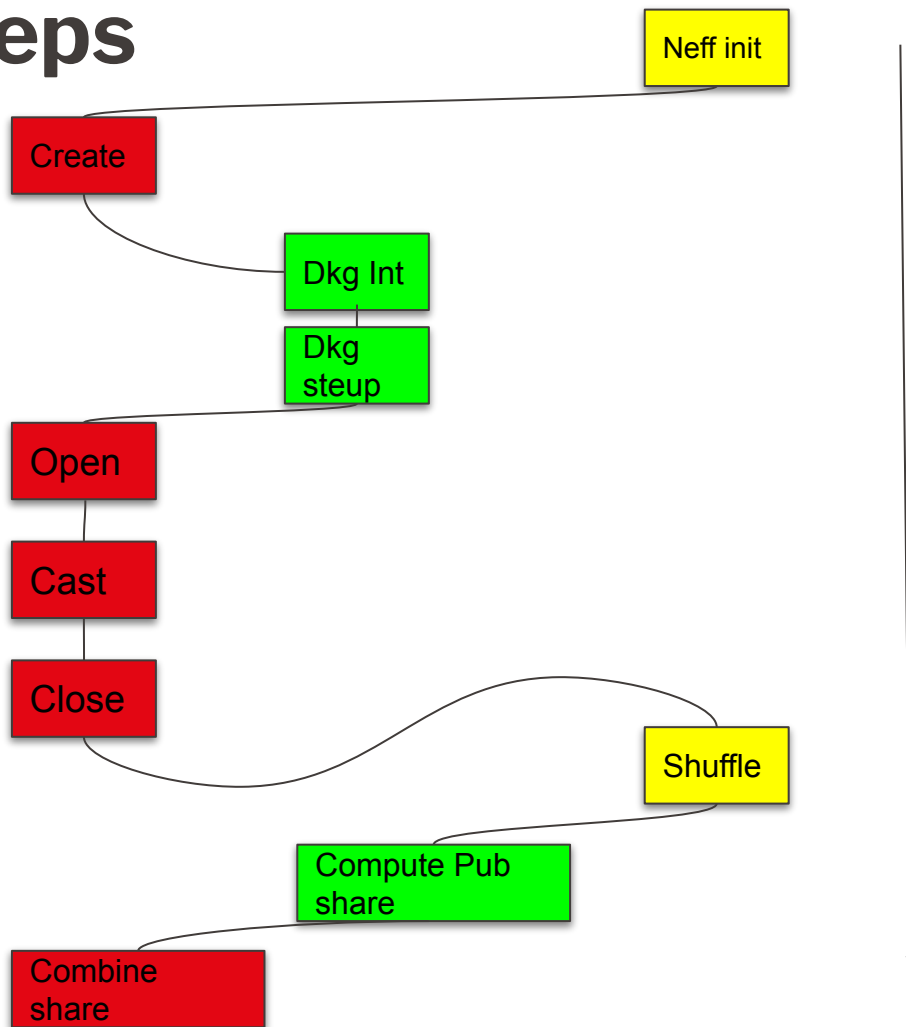 eps
Neff init
Create
Dkg Int
Dkg
steup
Open
Cast
Close
Shuffle
Compute Pub
share
Combine
share